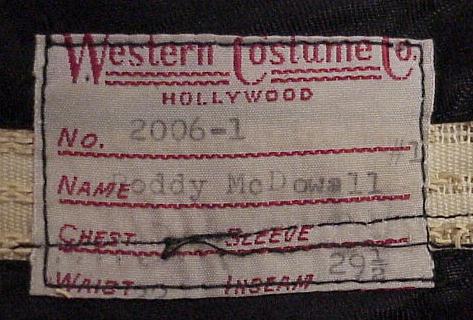 Western Costume Co.
HOLLYWOOD
No. 2006-1
#1
NAME Roddy McDowall
CHEST SLEEVE
WAIST INSEAM 29½